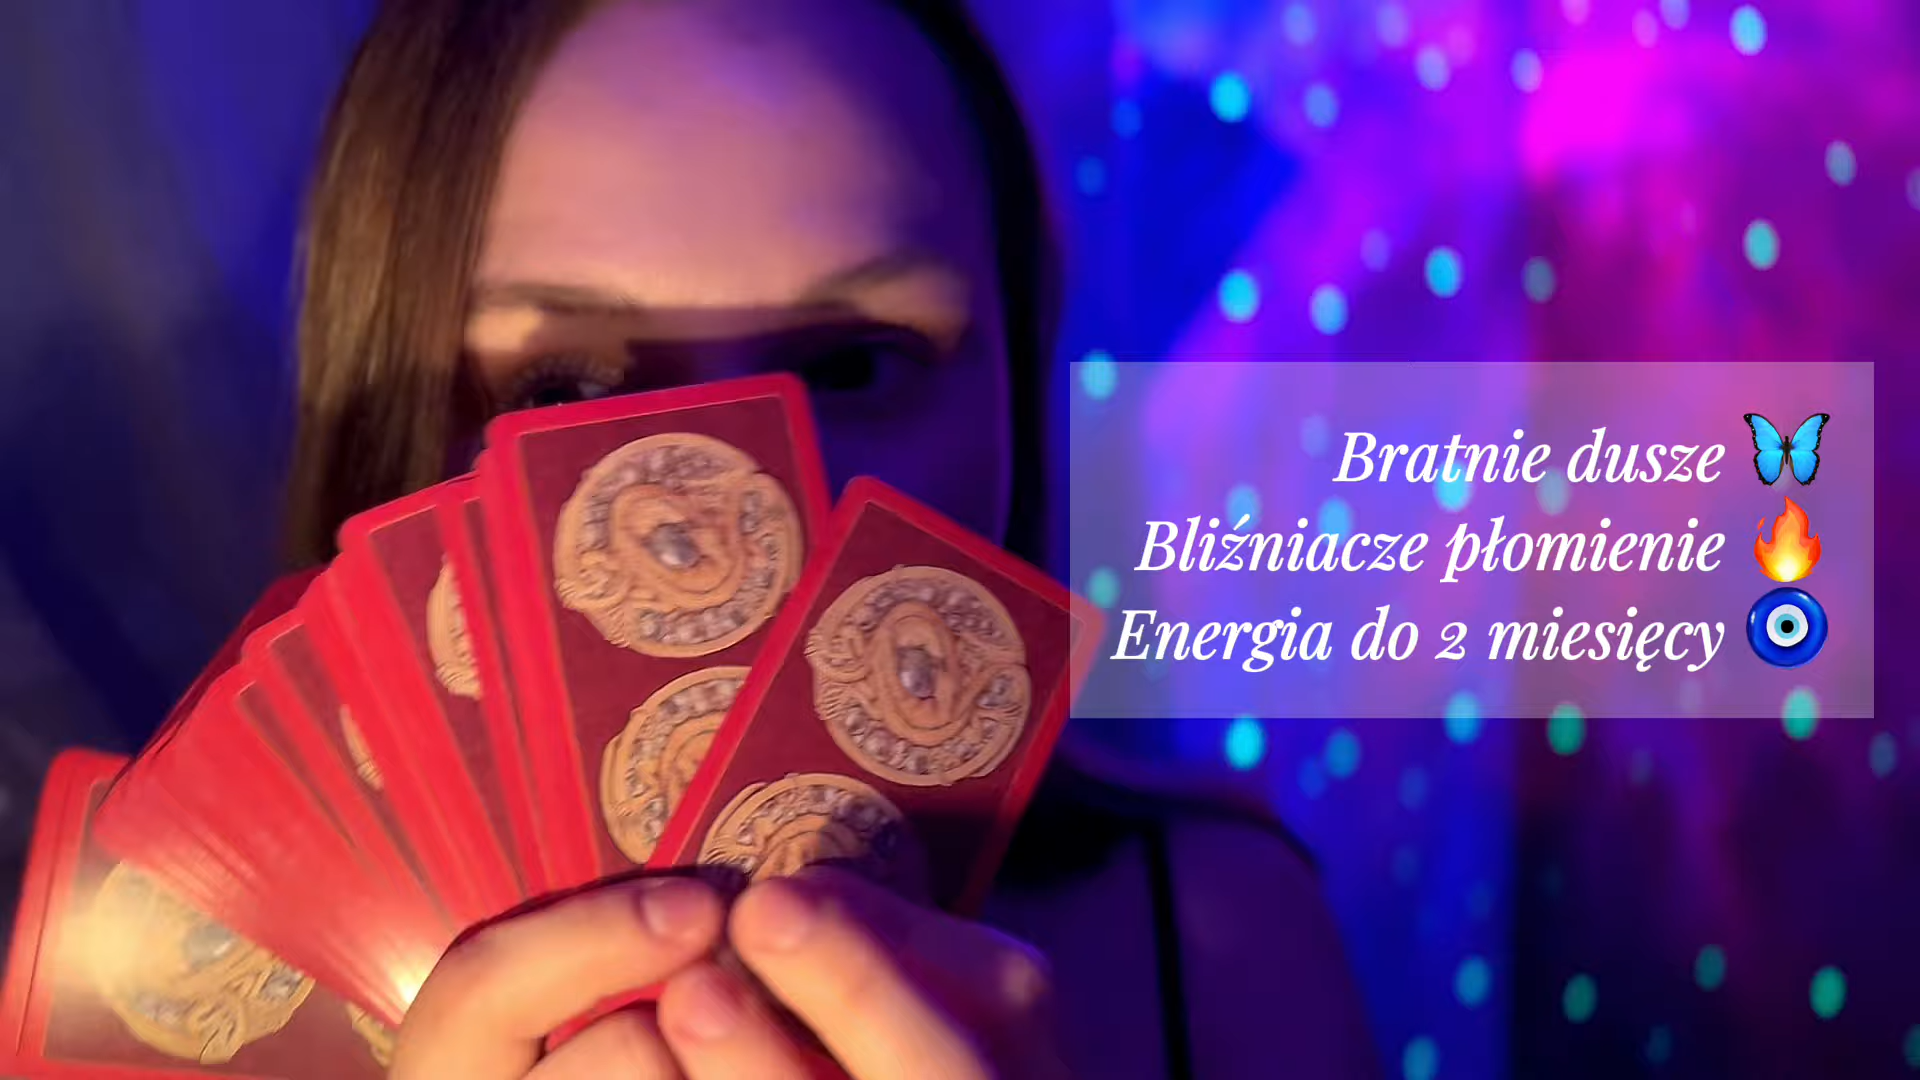 Bratnie dusze 🦋
Bliźniacze płomienie 🔥
Energia do 2 miesięcy 🧿